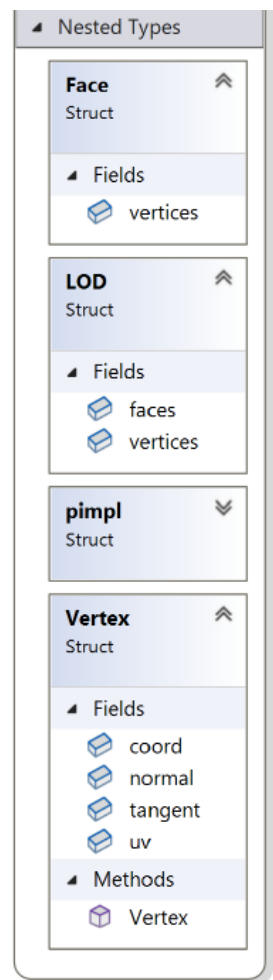 Nested Types
Face
Struct
Fields
vertices
LOD
Struct
Fields
faces
vertices
pimpl
Struct
Vertex
Struct
Fields
coord
normal
tangent
uv
Methods
Vertex